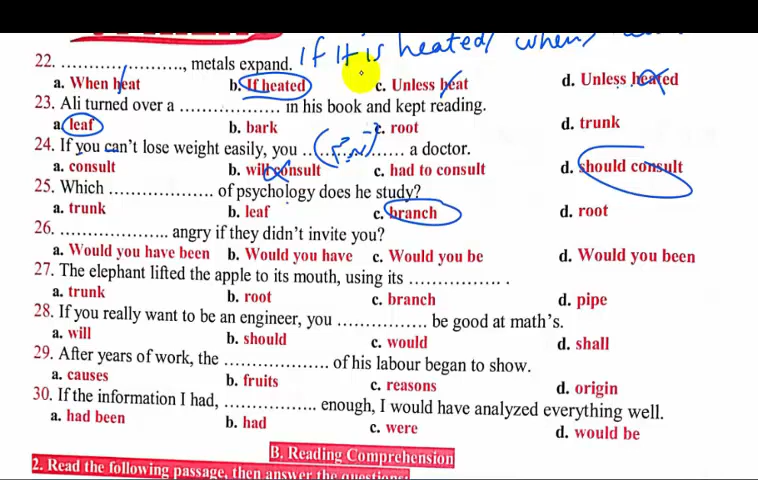 If it is heated/ when
22. ...................., metals expand.
a. When heat b. If heated c. Unless heat d. Unless heated
23. Ali turned over a .................... in his book and kept reading.
a. leaf b. bark c. root d. trunk
24. If you can't lose weight easily, you .................... a doctor.
a. consult b. will consult c. had to consult d. should consult
25. Which .................... of psychology does he study?
a. trunk b. leaf c. branch d. root
26. .................... angry if they didn't invite you?
a. Would you have been b. Would you have c. Would you be d. Would you been
27. The elephant lifted the apple to its mouth, using its ................. .
a. trunk b. root c. branch d. pipe
28. If you really want to be an engineer, you ................ be good at math's.
a. will b. should c. would d. shall
29. After years of work, the .................. of his labour began to show.
a. causes b. fruits c. reasons d. origin
30. If the information I had, ................ enough, I would have analyzed everything well.
a. had been b. had c. were d. would be
B. Reading Comprehension
2. Read the following passage, then answer the questions: